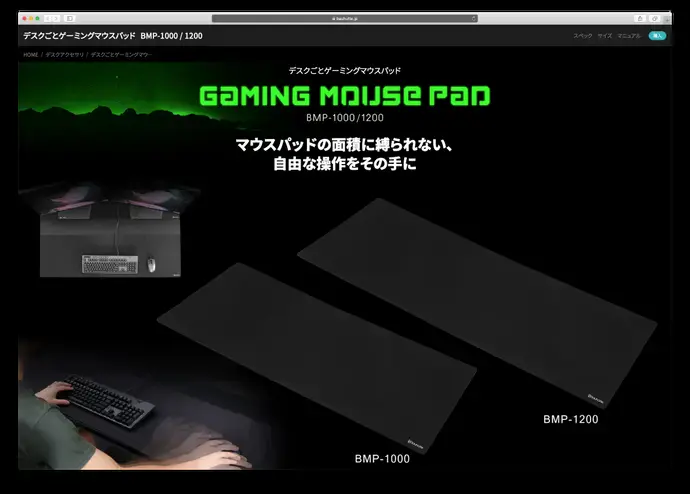 bauhutte.jp
デスクごとゲーミングマウスパッド BMP-1000 / 1200
スペック サイズ マニュアル 購入
HOME / デスクアクセサリ / デスクごとゲーミングマウ…
デスクごとゲーミングマウスパッド
GAMING MOUSE PAD
BMP-1000/1200
マウスパッドの面積に縛られない、
自由な操作をその手に
BMP-1200
BMP-1000